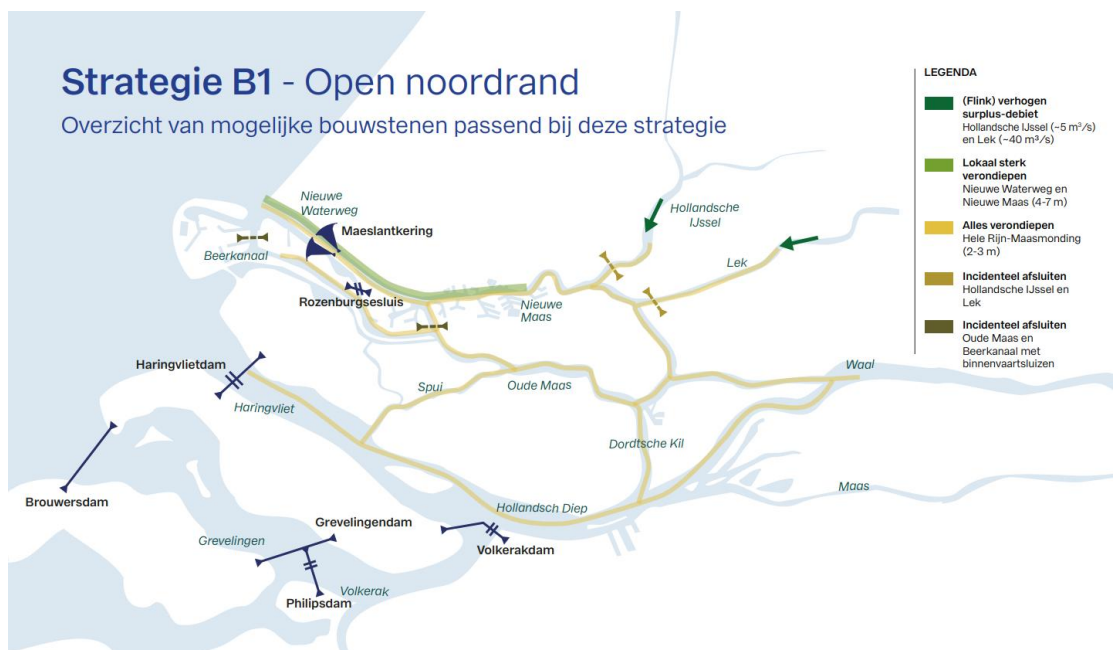 Strategie B1 - Open noordrand
Overzicht van mogelijke bouwstenen passend bij deze strategie
LEGENDA
(Flink) verhogen
surplus-debiet
Hollandsche IJssel (~5 m³/s)
en Lek (~40 m³/s)
Lokaal sterk
verondiepen
Nieuwe Waterweg en
Nieuwe Maas (4-7 m)
Alles verondiepen
Hele Rijn-Maasmonding
(2-3 m)
Incidenteel afsluiten
Hollandsche IJssel en
Lek
Incidenteel afsluiten
Oude Maas en
Beerkanaal met
binnenvaartsluizen
Nieuwe
Waterweg
Maeslantkering
Hollandsche
IJssel
Beerkanaal
Lek
Rozenburgsesluis
Nieuwe
Maas
Haringvlietdam
Waal
Spui
Oude Maas
Haringvliet
Dordtsche Kil
Maas
Brouwersdam
Hollandsch Diep
Grevelingendam
Grevelingen
Volkerakdam
Volkerak
Philipsdam